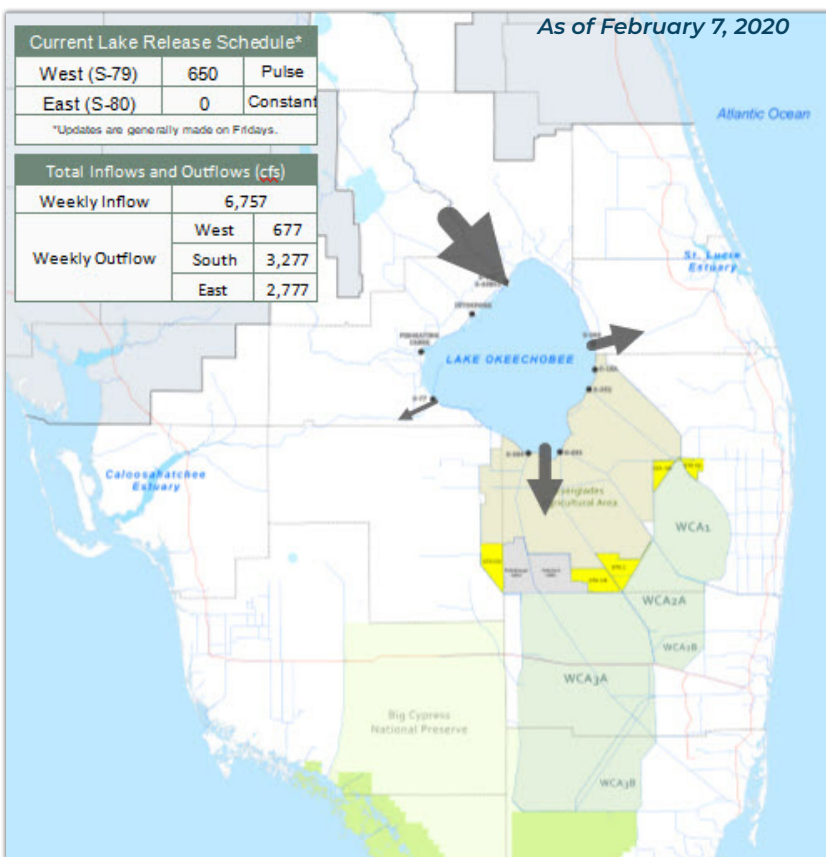 As of February 7, 2020
Current Lake Release Schedule*
West (S-79) 650 Pulse
East (S-80) 0 Constant
*Updates are generally made on Fridays.
Total Inflows and Outflows (cfs)
Weekly Inflow 6,757
Weekly Outflow
West 677
South 3,277
East 2,777
Atlantic Ocean
St. Lucie
Estuary
LAKE OKEECHOBEE
Caloosahatchee
Estuary
Everglades
Agricultural Area
WCA1
WCA2A
WCA2B
WCA3A
Big Cypress
National Preserve
WCA3B